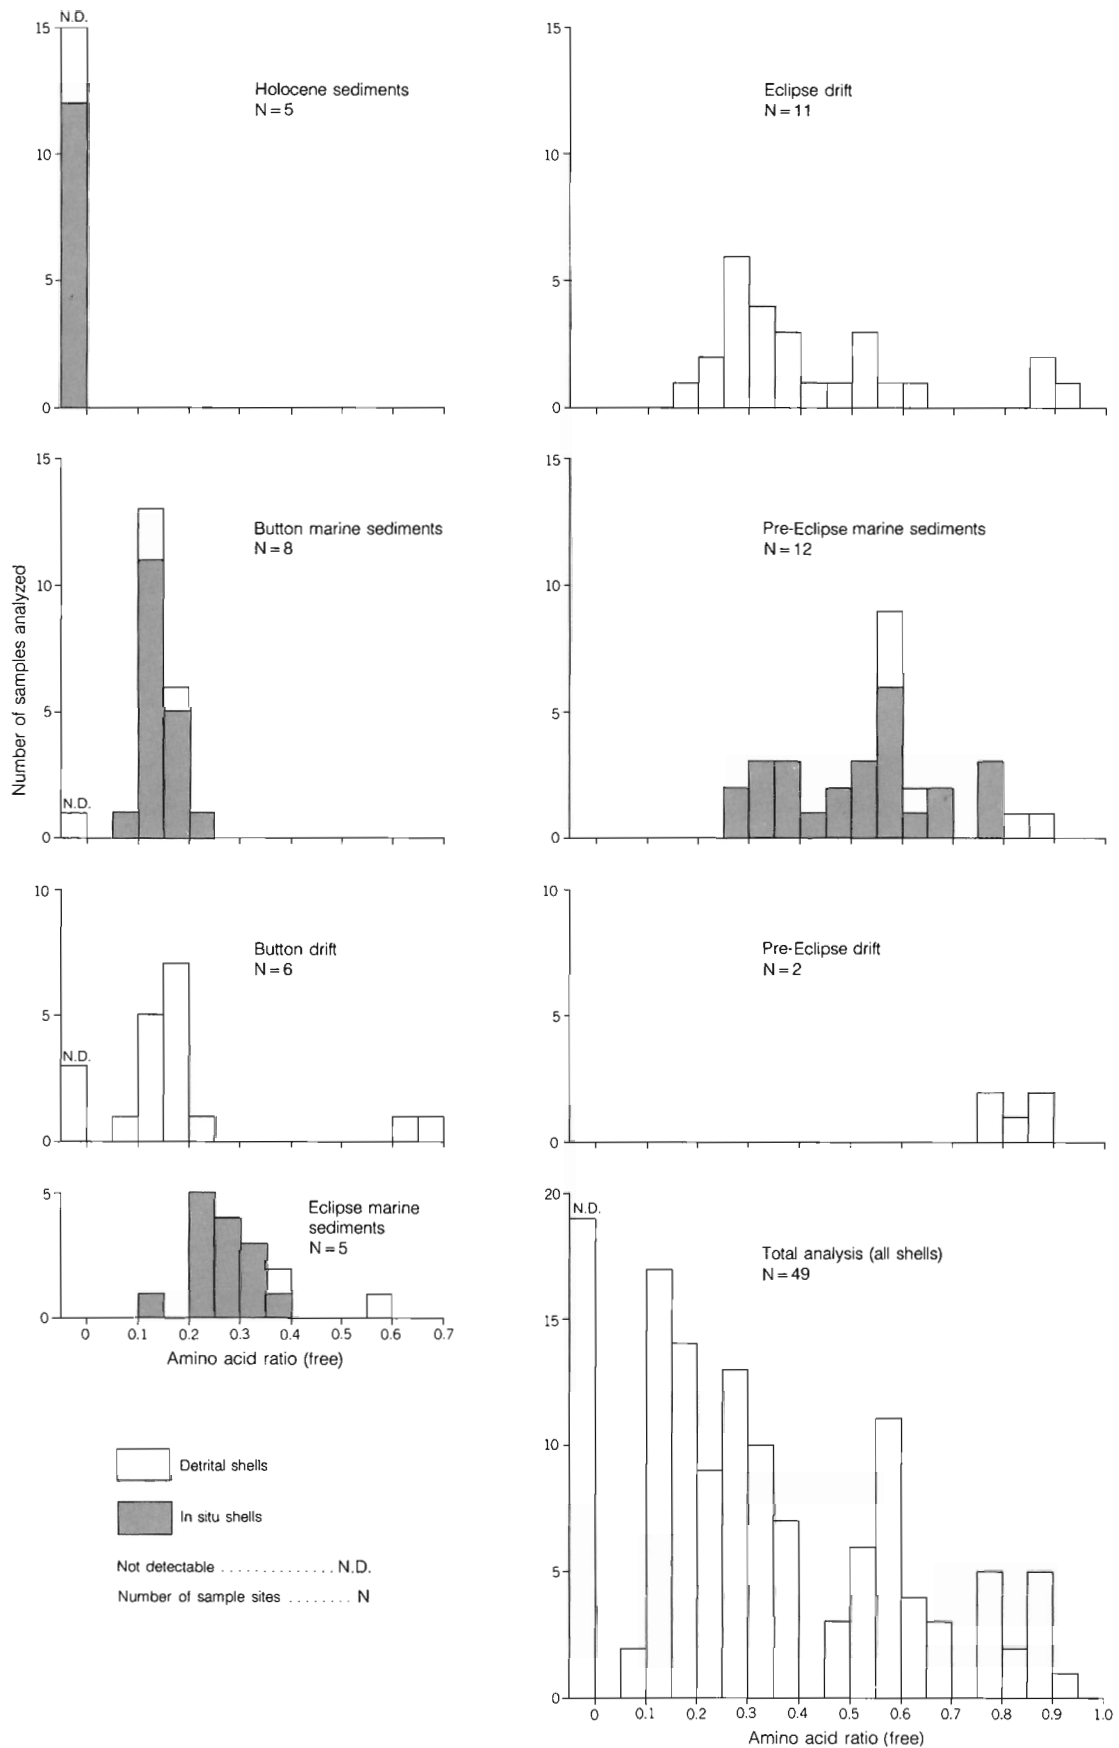 N.D.
15
10
5
0
Holocene sediments
N = 5
15
10
5
0
Eclipse drift
N = 11
Number of samples analyzed
15
10
5
0
N.D.
Button marine sediments
N = 8
15
10
5
0
Pre-Eclipse marine sediments
N = 12
10
5
0
N.D.
Button drift
N = 6
10
5
0
Pre-Eclipse drift
N = 2
5
0
Eclipse marine
sediments
N = 5
0 0.1 0.2 0.3 0.4 0.5 0.6 0.7
Amino acid ratio (free)
20
15
10
5
0
N.D.
Total analysis (all shells)
N = 49
0 0.1 0.2 0.3 0.4 0.5 0.6 0.7 0.8 0.9 1.0
Amino acid ratio (free)
Detrital shells
In situ shells
Not detectable .............. N.D.
Number of sample sites ........ N